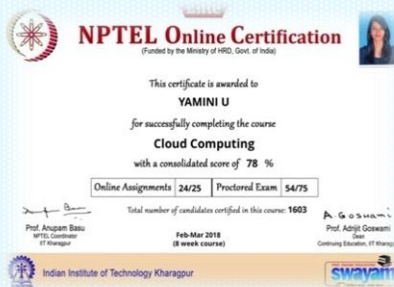 Elite
NPTEL Online Certification
(Funded by the Ministry of HRD, Govt. of India)
This certificate is awarded to
YAMINI U
for successfully completing the course
Cloud Computing
with a consolidated score of 78 %
Online Assignments 24/25 Proctored Exam 54/75
Total number of candidates certified in this course: 1603
Prof. Anupam Basu
NPTEL Coordinator
IIT Kharagpur
Feb-Mar 2018
(8 week course)
A. Goswami
Prof. Adrijit Goswami
Dean
Continuing Education, IIT Kharagpur
Indian Institute of Technology Kharagpur
swayam